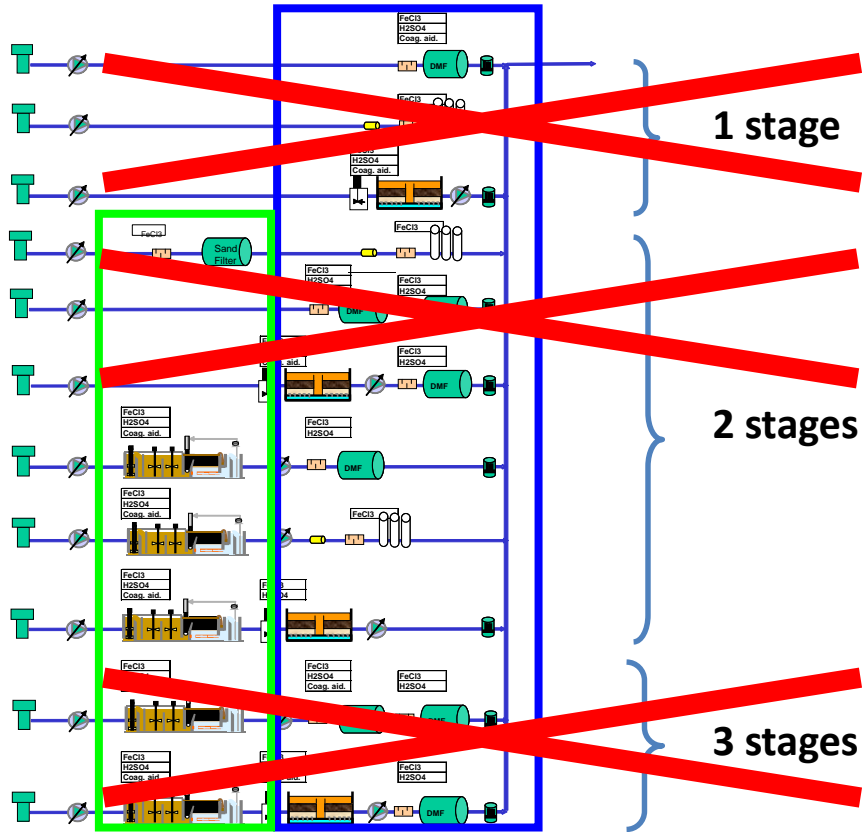 FeCl3
H2SO4
Coag. aid.
DMF
FeCl3
1 stage
H2SO4
Coag. aid.
FeCl3
Sand
Filter
FeCl3
H2SO4
FeCl3
H2SO4
DMF
aid.
FeCl3
H2SO4
DMF
FeCl3
H2SO4
Coag. aid.
FeCl3
H2SO4
DMF
2 stages
FeCl3
H2SO4
Coag. aid.
FeCl3
FeCl3
H2SO4
Coag. aid.
FeCl3
H2SO4
FeCl3
H2SO4
Coag. aid.
FeCl3
H2SO4
DMF
3 stages
FeCl3
H2SO4
FeCl3
H2SO4
DMF